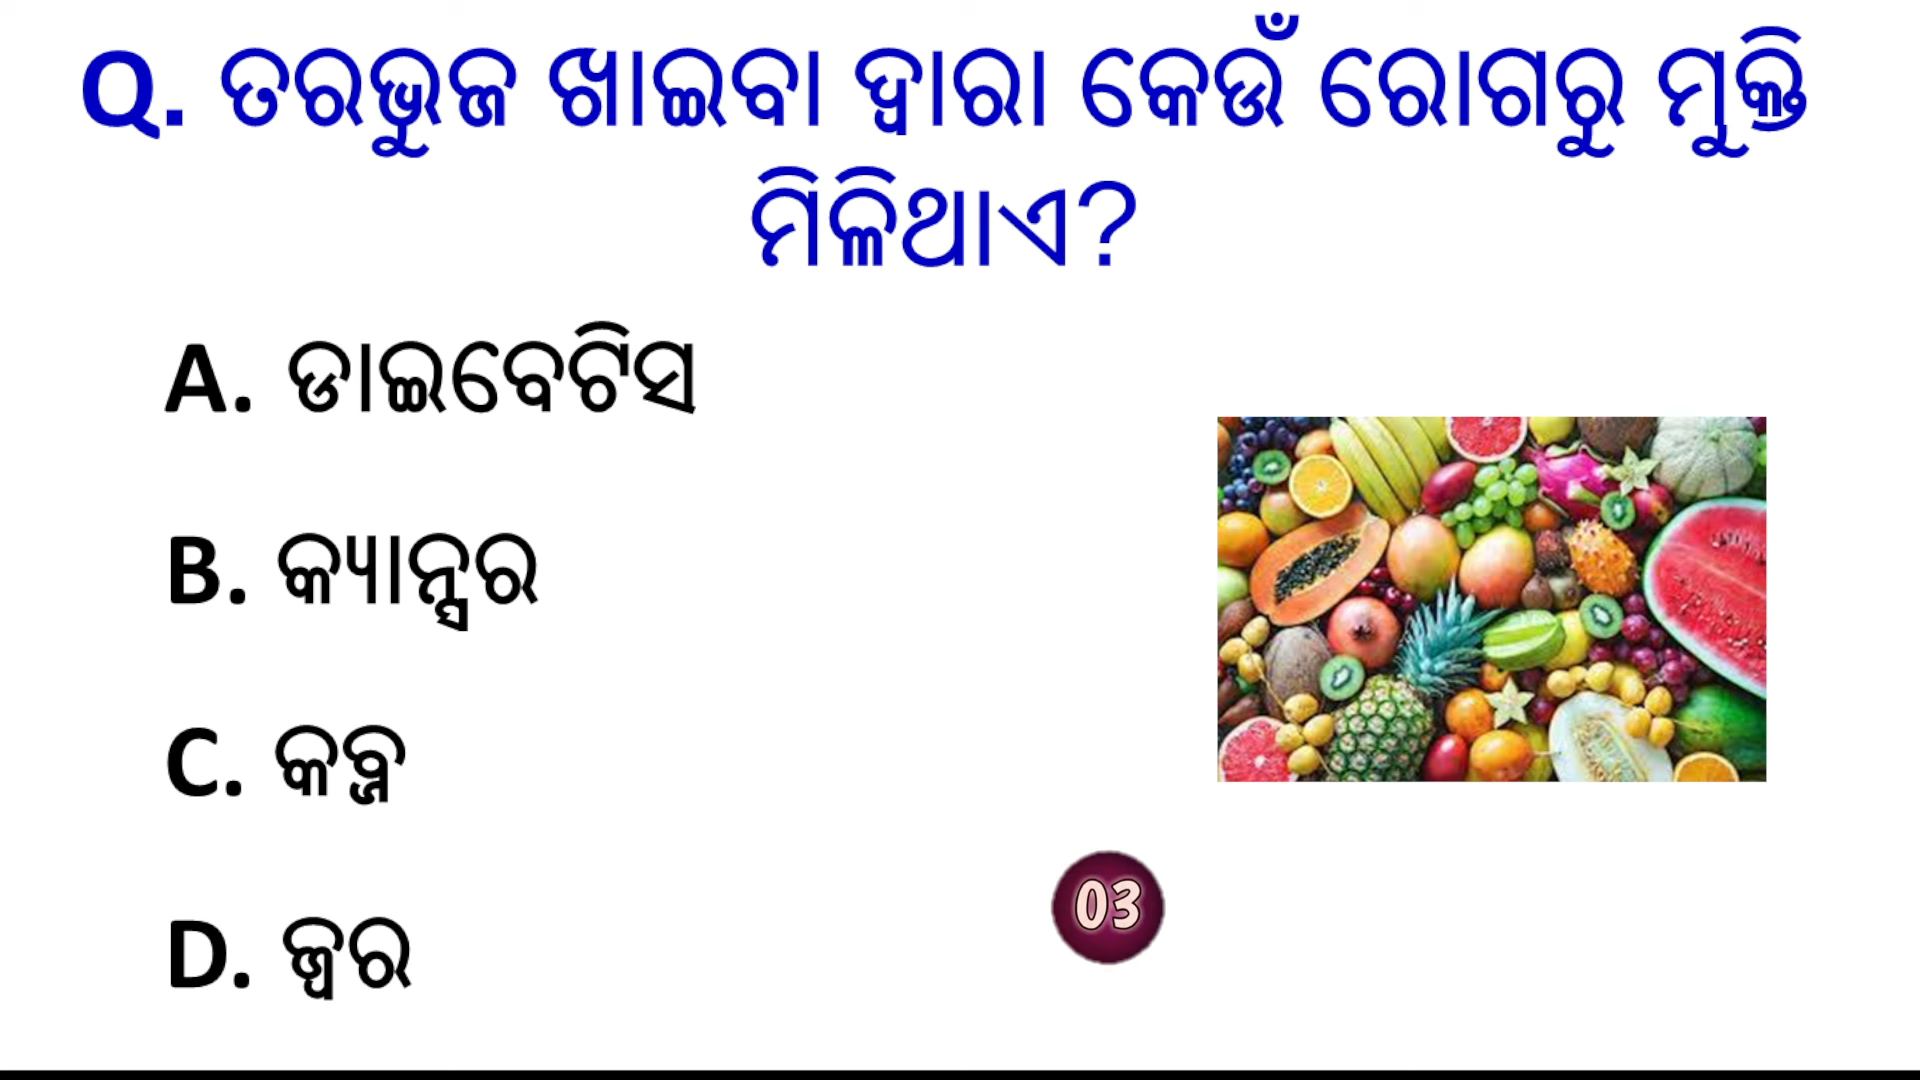 Q. ତରଭୁଜ ଖାଇବା ଦ୍ୱାରା କେଉଁ ରୋଗରୁ ମୁକ୍ତି
ମିଳିଥାଏ?
A. ଡାଇବେଟିସ
B. କ୍ୟାନ୍ସର
C. କବ୍ଜ
D. ଜ୍ୱର
03